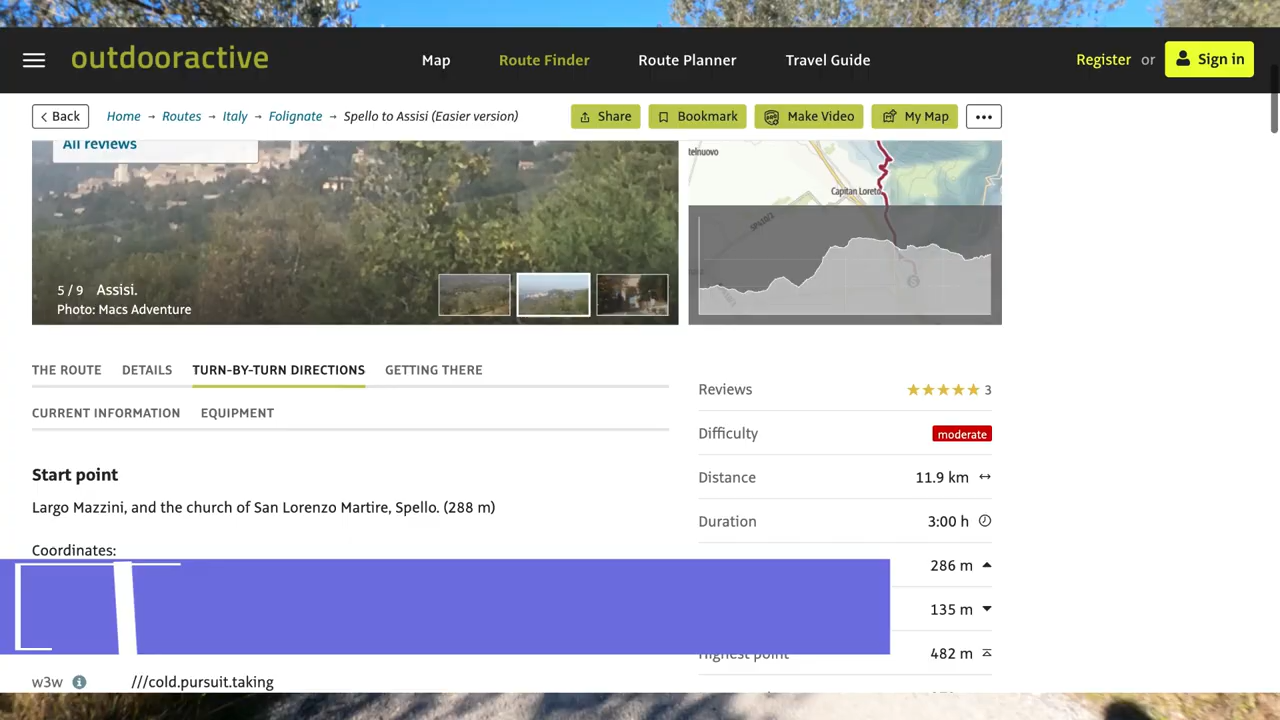 outdooractive
Map
Route Finder
Route Planner
Travel Guide
Register or
Sign in
Back
Home → Routes → Italy → Folignate → Spello to Assisi (Easier version)
Share
Bookmark
Make Video
My Map
All reviews
telnuovo
Capitan Loreto
5 / 9 Assisi.
Photo: Macs Adventure
THE ROUTE
DETAILS
TURN-BY-TURN DIRECTIONS
GETTING THERE
CURRENT INFORMATION
EQUIPMENT
Reviews 3
Difficulty moderate
Distance 11.9 km
Duration 3:00 h
286 m
135 m
Highest point 482 m
Start point
Largo Mazzini, and the church of San Lorenzo Martire, Spello. (288 m)
Coordinates:
w3w ///cold.pursuit.taking